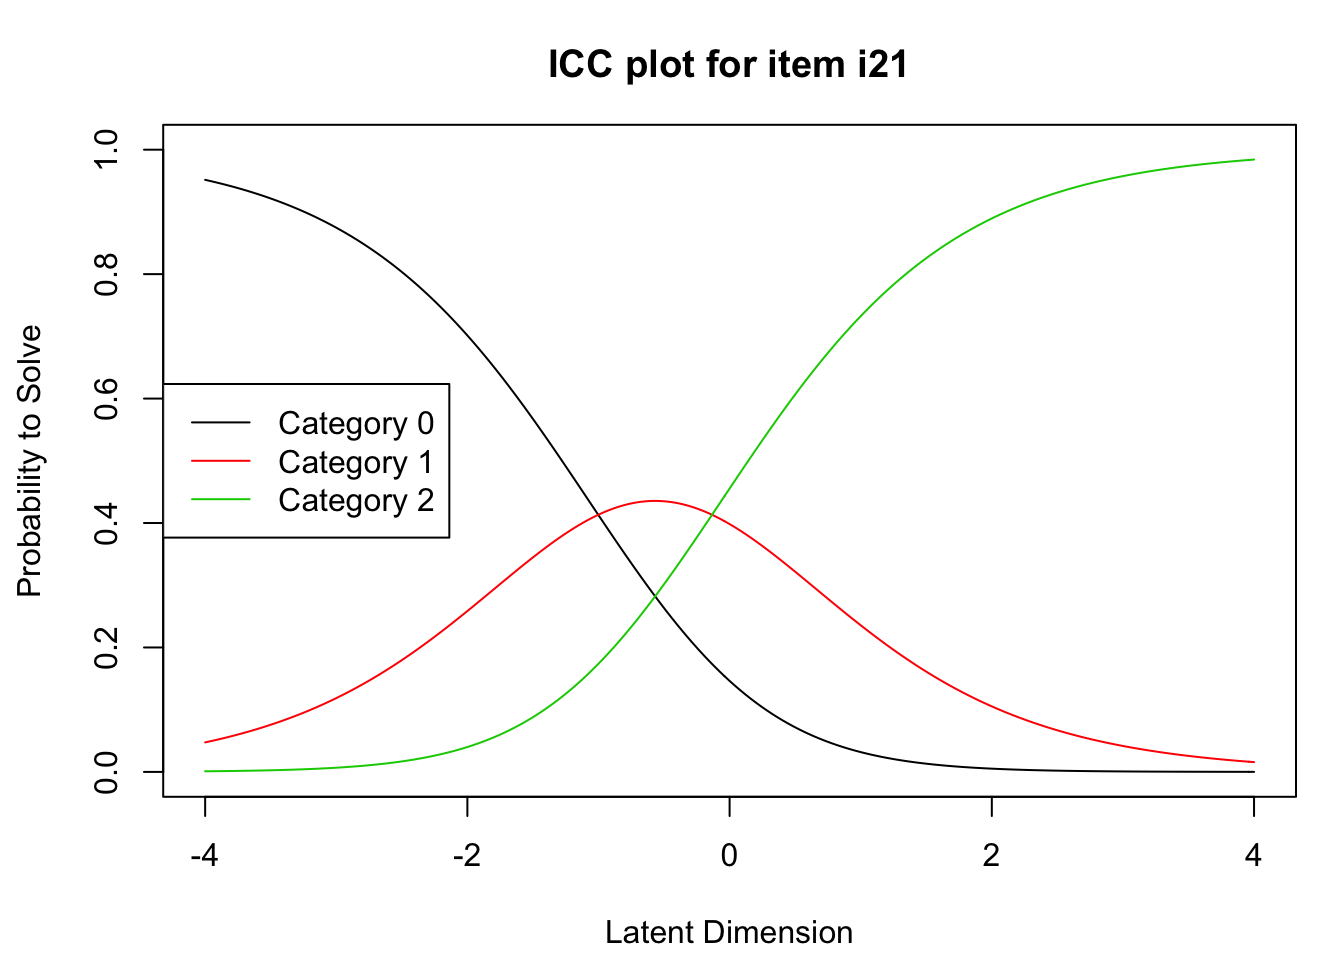 ICC plot for item i21
Probability to Solve
1.0
0.8
0.6
0.4
0.2
0.0
Category 0
Category 1
Category 2
-4 -2 0 2 4
Latent Dimension